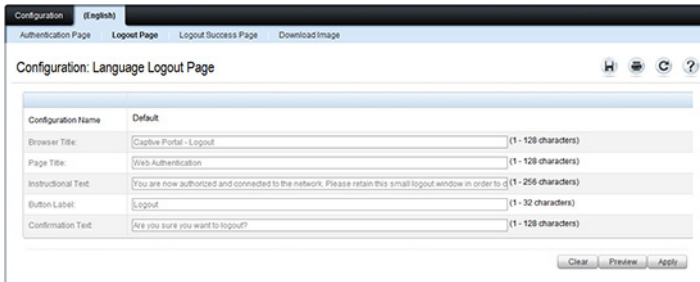 Configuration (English)
Authentication Page Logout Page Logout Success Page Download Image
Configuration: Language Logout Page
Configuration Name Default
Browser Title: Captive Portal - Logout (1 - 128 characters)
Page Title: Web Authentication (1 - 128 characters)
Instructional Text: You are now authorized and connected to the network. Please retain this small logout window in order to d (1 - 256 characters)
Button Label: Logout (1 - 32 characters)
Confirmation Text: Are you sure you want to logout? (1 - 128 characters)
Clear Preview Apply